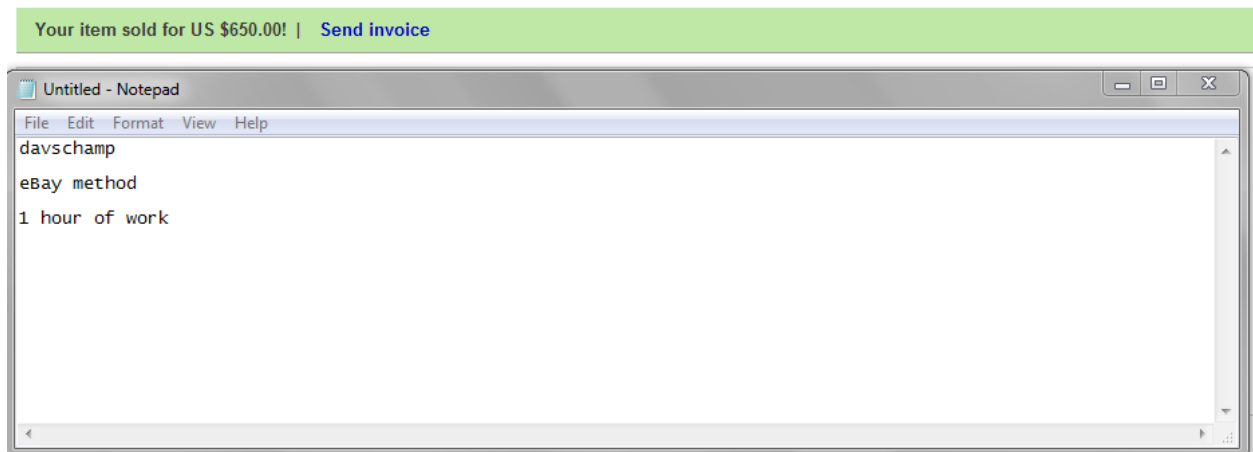 Your item sold for US $650.00! | Send invoice
Untitled - Notepad
File Edit Format View Help
davschamp
eBay method
1 hour of work